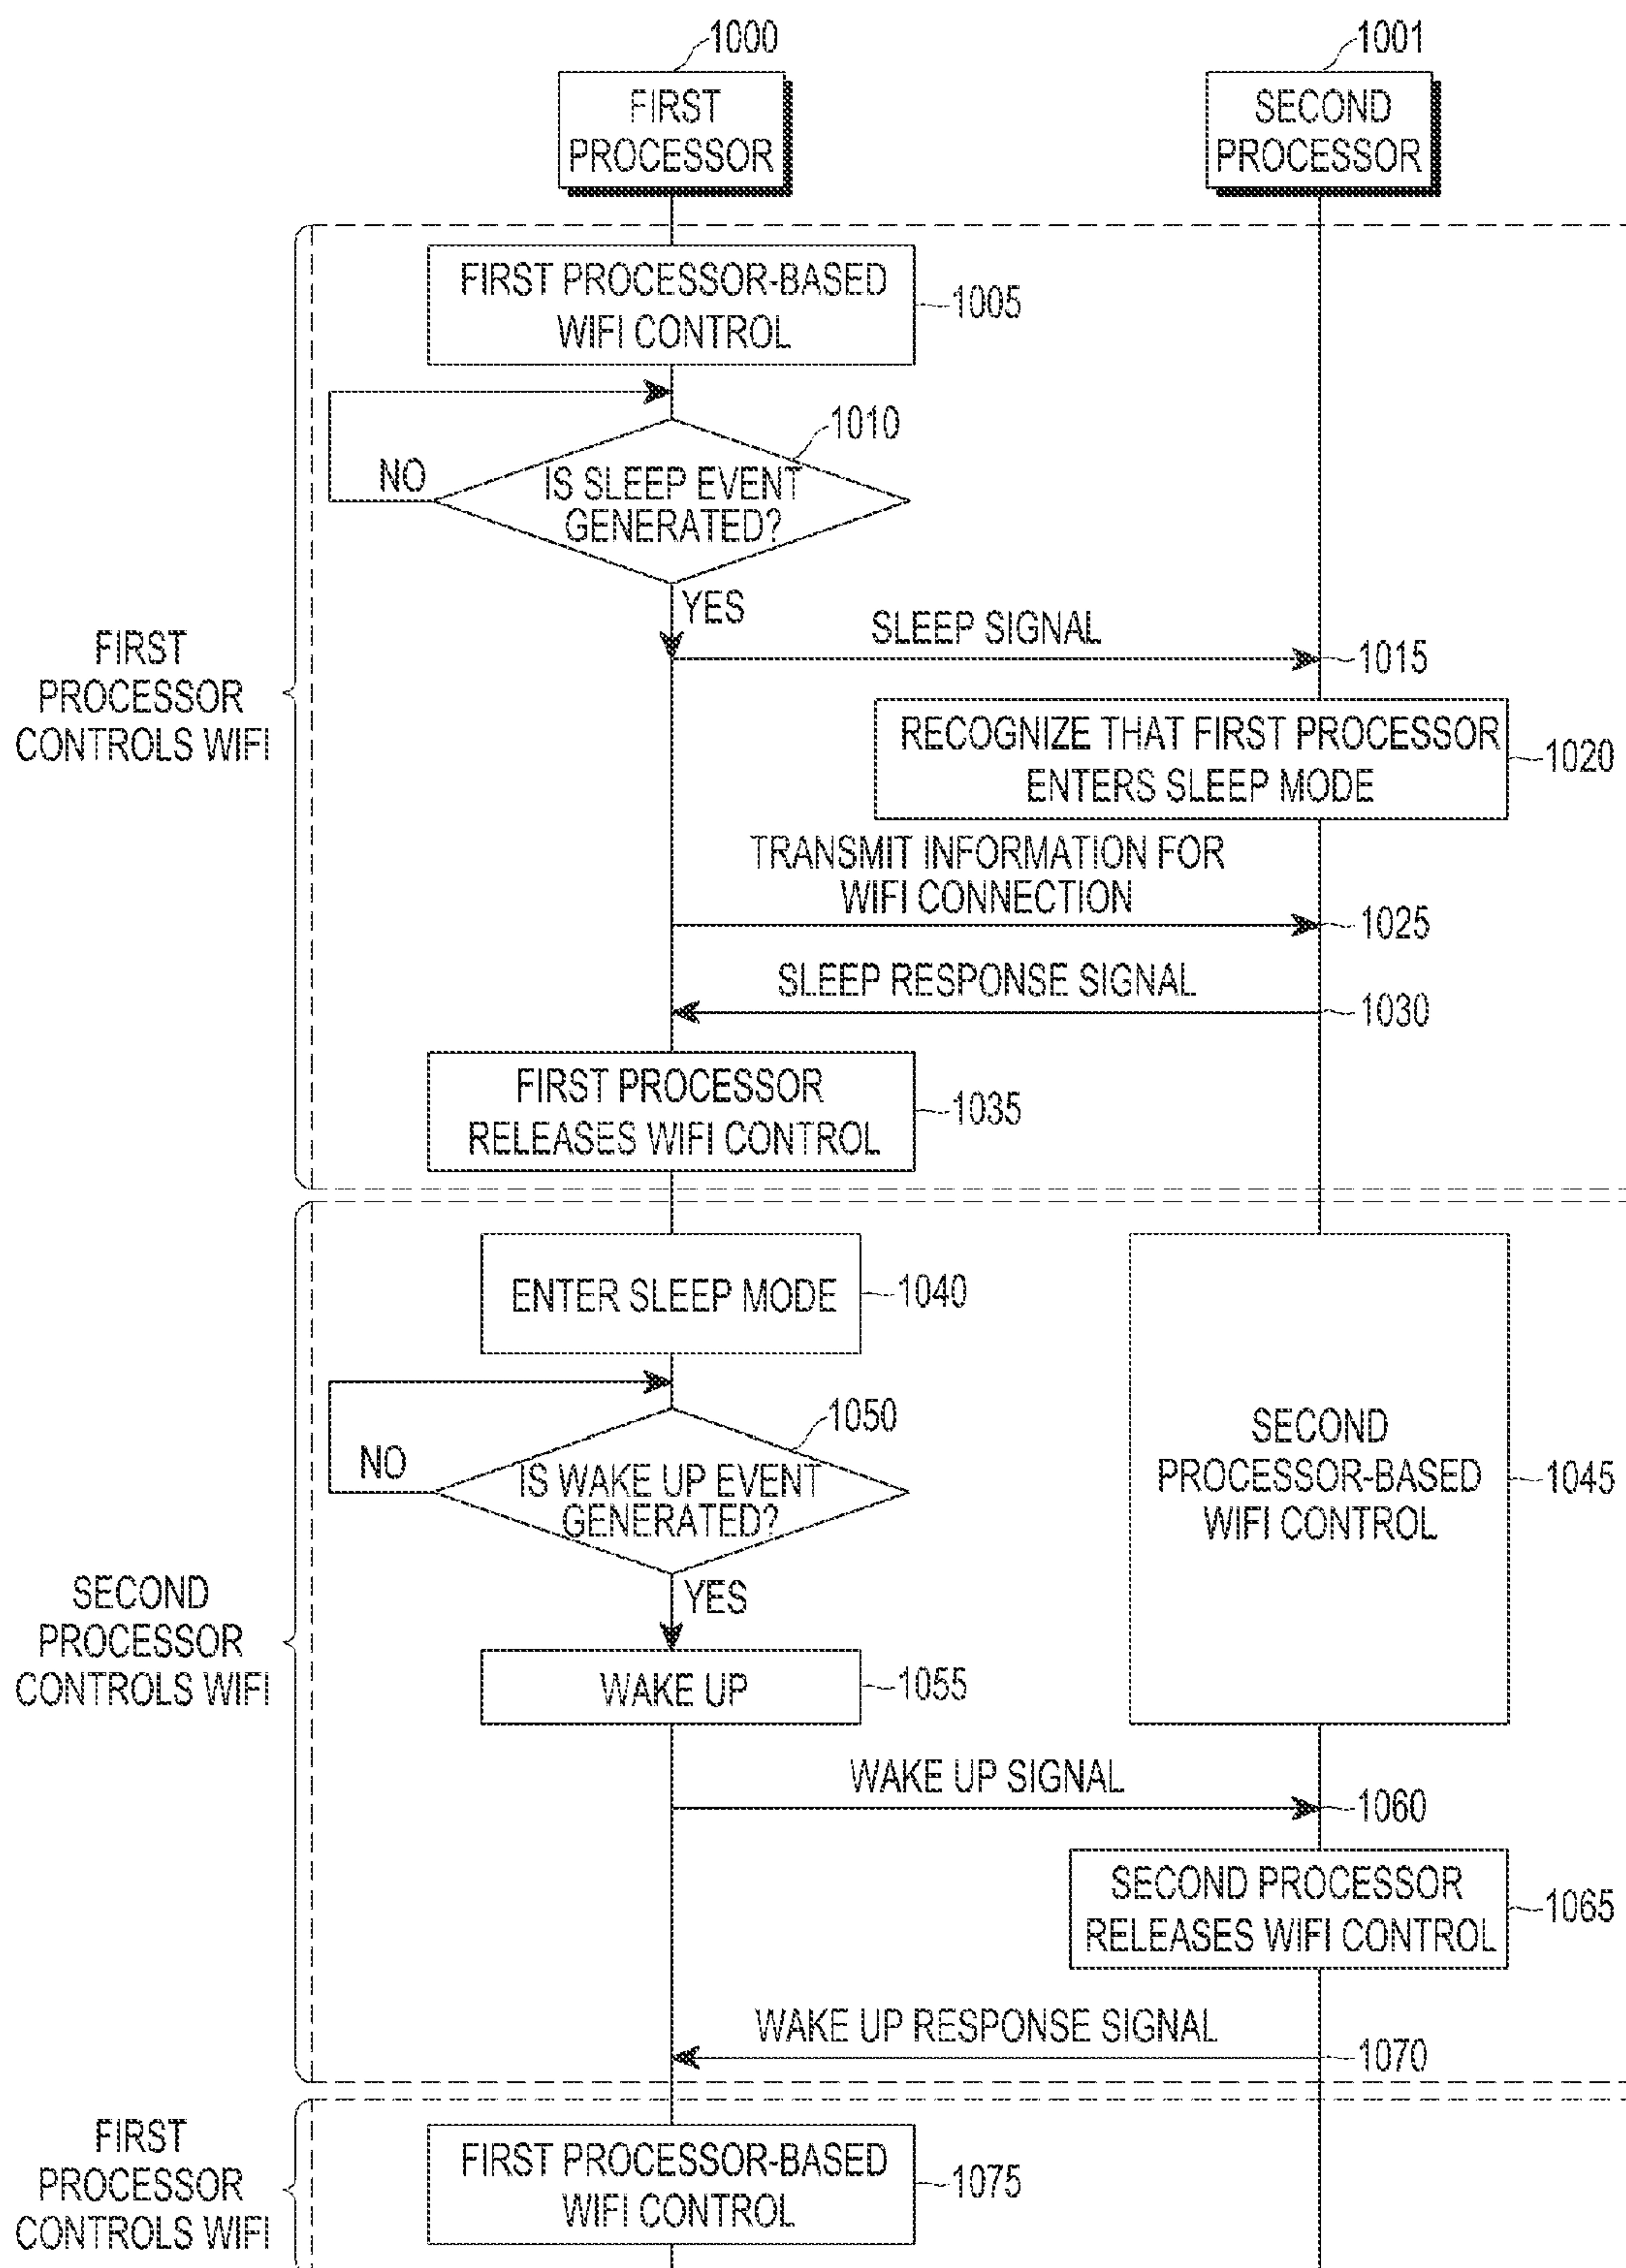 1000
1001
FIRST
PROCESSOR
SECOND
PROCESSOR
FIRST PROCESSOR-BASED
WIFI CONTROL
1005
1010
NO
IS SLEEP EVENT
GENERATED?
YES
SLEEP SIGNAL
1015
FIRST
PROCESSOR
CONTROLS WIFI
RECOGNIZE THAT FIRST PROCESSOR
ENTERS SLEEP MODE
1020
TRANSMIT INFORMATION FOR
WIFI CONNECTION
1025
SLEEP RESPONSE SIGNAL
1030
FIRST PROCESSOR
RELEASES WIFI CONTROL
1035
ENTER SLEEP MODE
1040
1050
NO
IS WAKE UP EVENT
GENERATED?
SECOND
PROCESSOR-BASED
WIFI CONTROL
1045
YES
SECOND
PROCESSOR
CONTROLS WIFI
WAKE UP
1055
WAKE UP SIGNAL
1060
SECOND PROCESSOR
RELEASES WIFI CONTROL
1065
WAKE UP RESPONSE SIGNAL
1070
FIRST
PROCESSOR
CONTROLS WIFI
FIRST PROCESSOR-BASED
WIFI CONTROL
1075